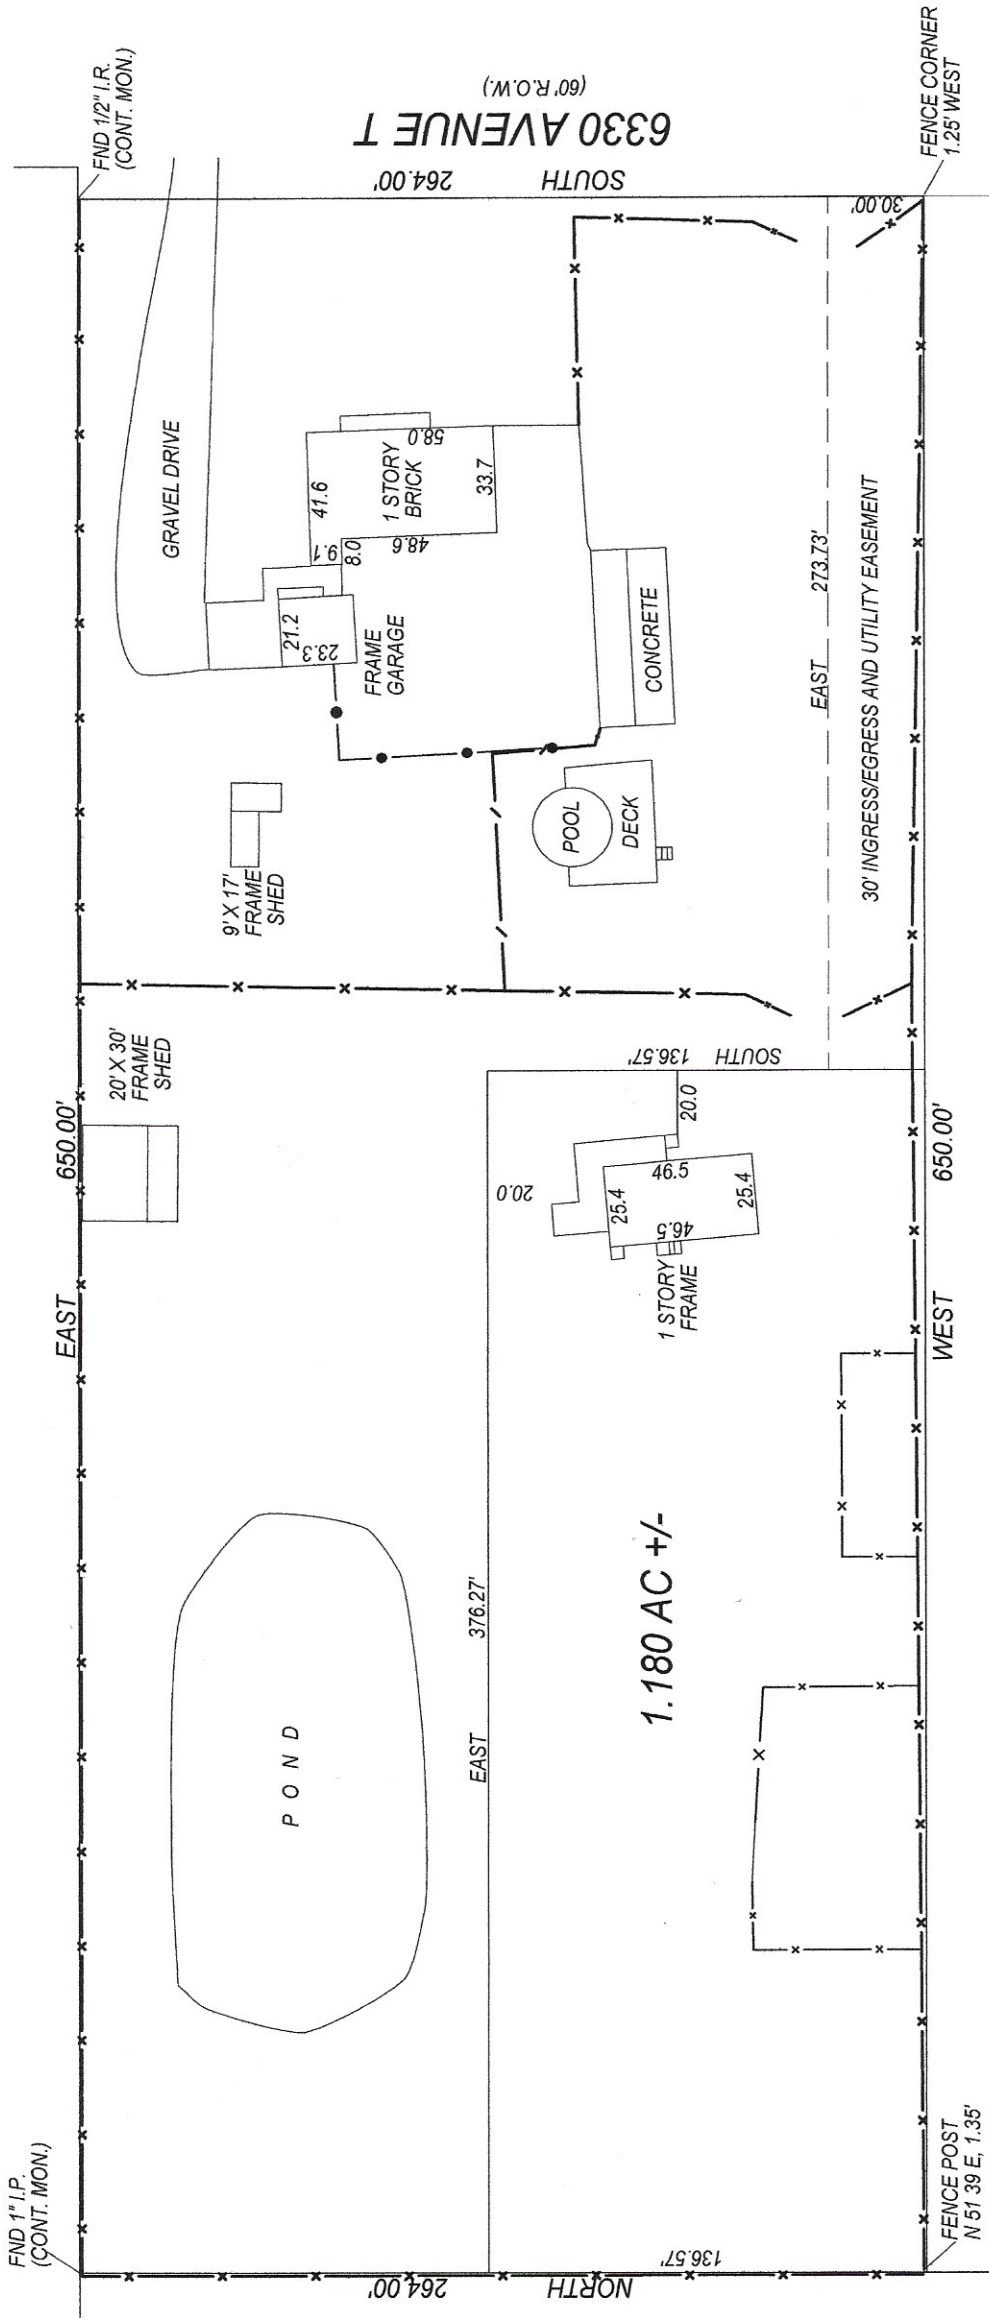 FND 1" I.P.
(CONT. MON.)
EAST 650.00'
FND 1/2" I.R.
(CONT. MON.)
20' X 30'
FRAME
SHED
GRAVEL DRIVE
9' X 17'
FRAME
SHED
P O N D
21.2
23.3
FRAME
GARAGE
41.6
9.1
8.0
1 STORY
BRICK
58.0
48.6
33.7
SOUTH 264.00'
6330 AVENUE T
(60' R.O.W.)
NORTH 264.00'
EAST 376.27'
20.0
POOL
DECK
CONCRETE
SOUTH 136.57'
20.0
25.4
46.5
46.5
25.4
1 STORY
FRAME
1.180 AC +/-
EAST 273.73'
30' INGRESS/EGRESS AND UTILITY EASEMENT
30.00'
136.57'
WEST 650.00'
FENCE POST
N 51 39 E, 1.35'
FENCE CORNER
1.25' WEST